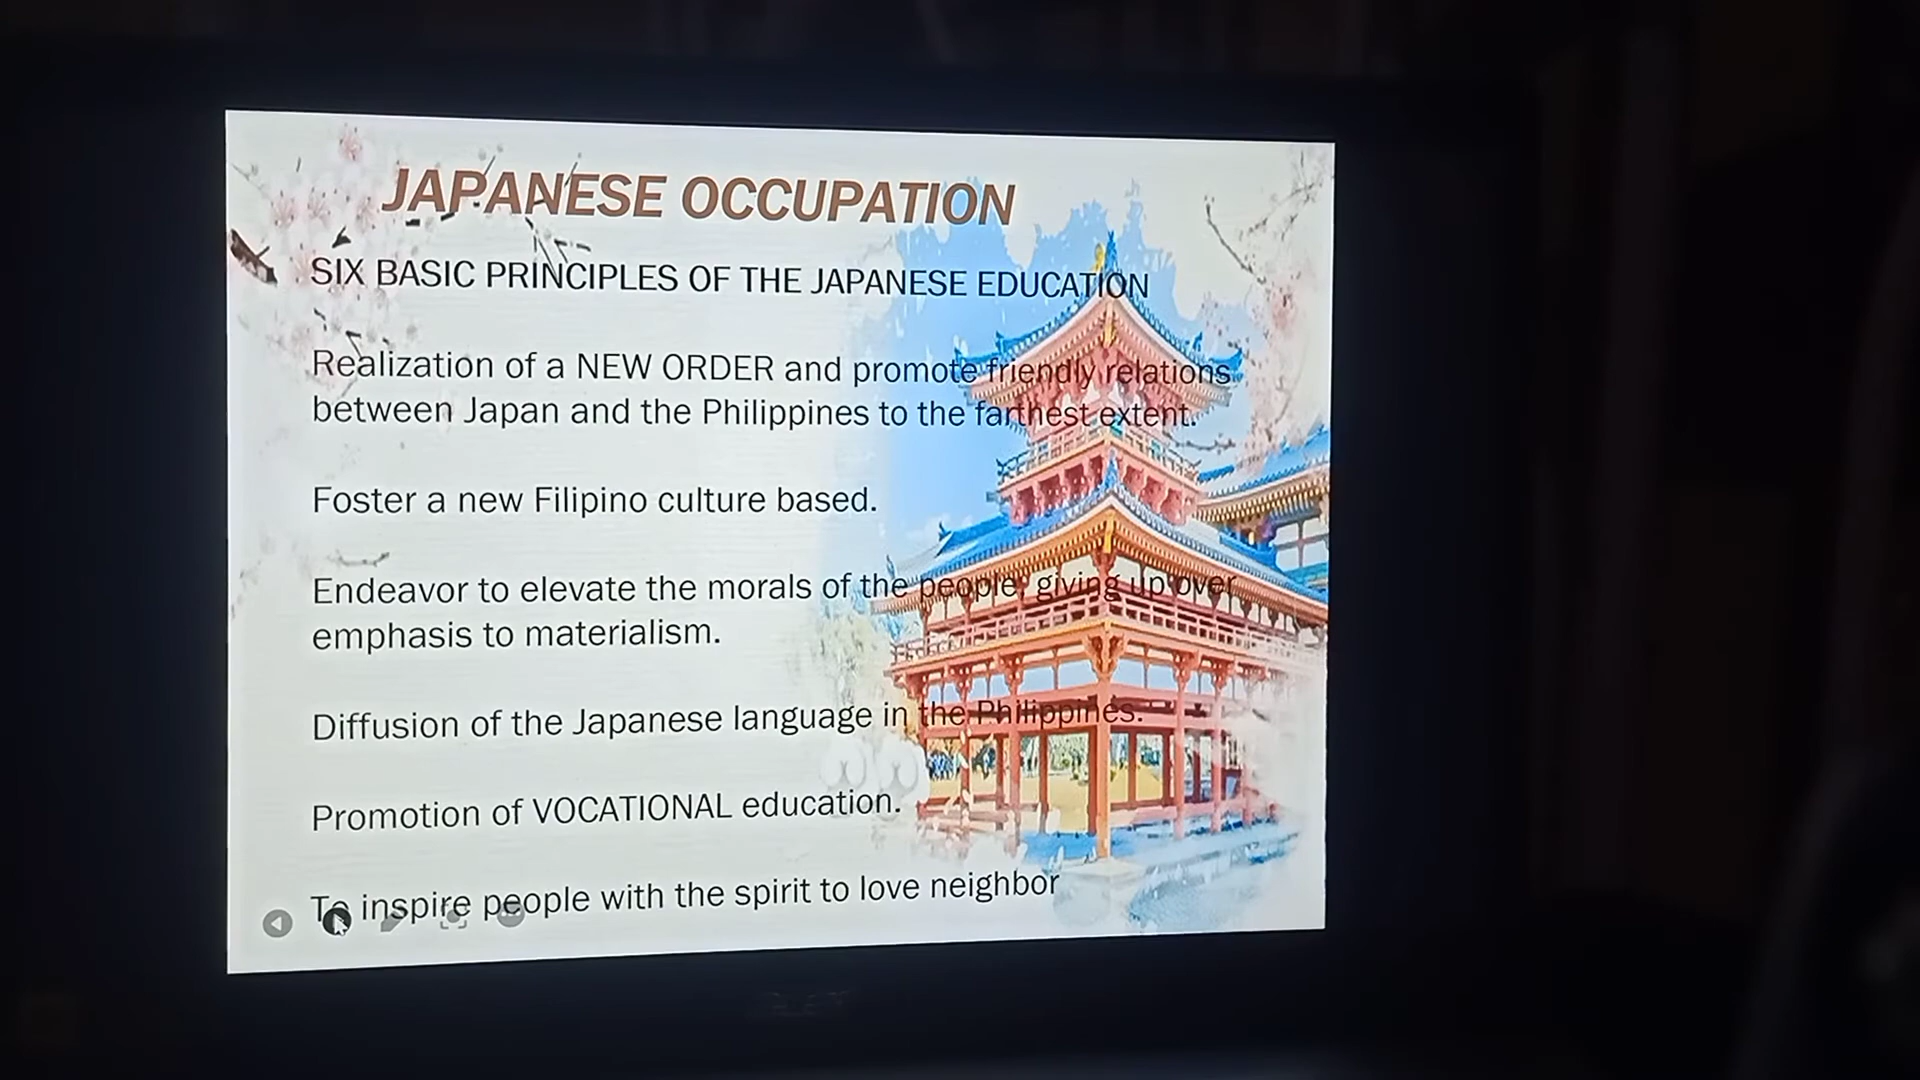 JAPANESE OCCUPATION
SIX BASIC PRINCIPLES OF THE JAPANESE EDUCATION
Realization of a NEW ORDER and promote friendly relations
between Japan and the Philippines to the farthest extent.
Foster a new Filipino culture based.
Endeavor to elevate the morals of the people, giving up over
emphasis to materialism.
Diffusion of the Japanese language in the Philippines.
Promotion of VOCATIONAL education.
To inspire people with the spirit to love neighbor